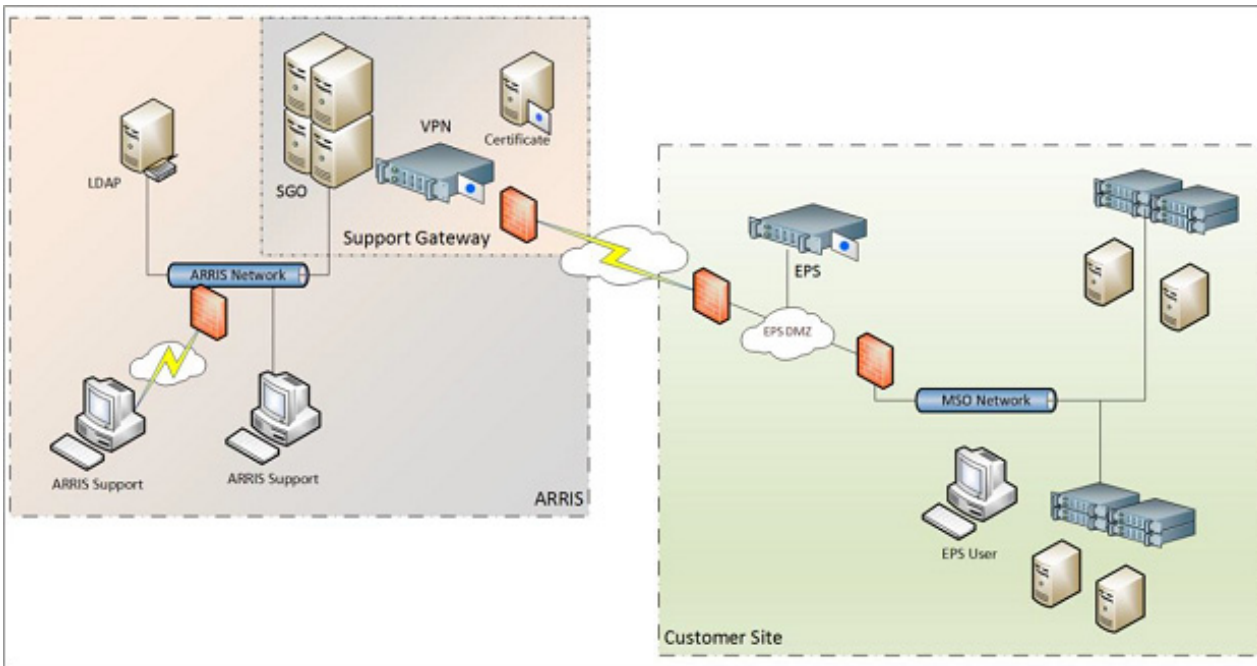 VPN
Certificate
LDAP
SGO
Support Gateway
ARRIS Network
EPS
EPS DMZ
MSO Network
ARRIS Support
ARRIS Support
ARRIS
EPS User
Customer Site